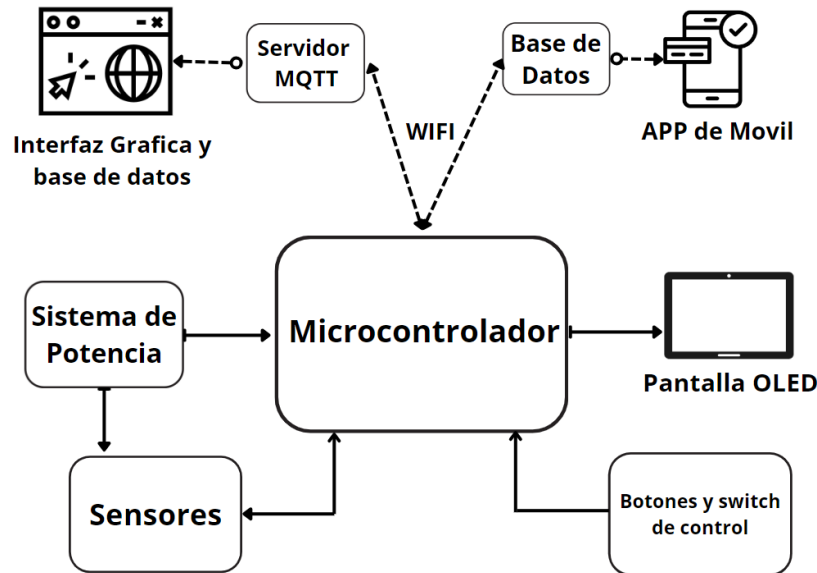 Servidor
MQTT
Base de
Datos
Interfaz Grafica y
base de datos
WIFI
APP de Movil
Sistema de
Potencia
Microcontrolador
Pantalla OLED
Sensores
Botones y switch
de control